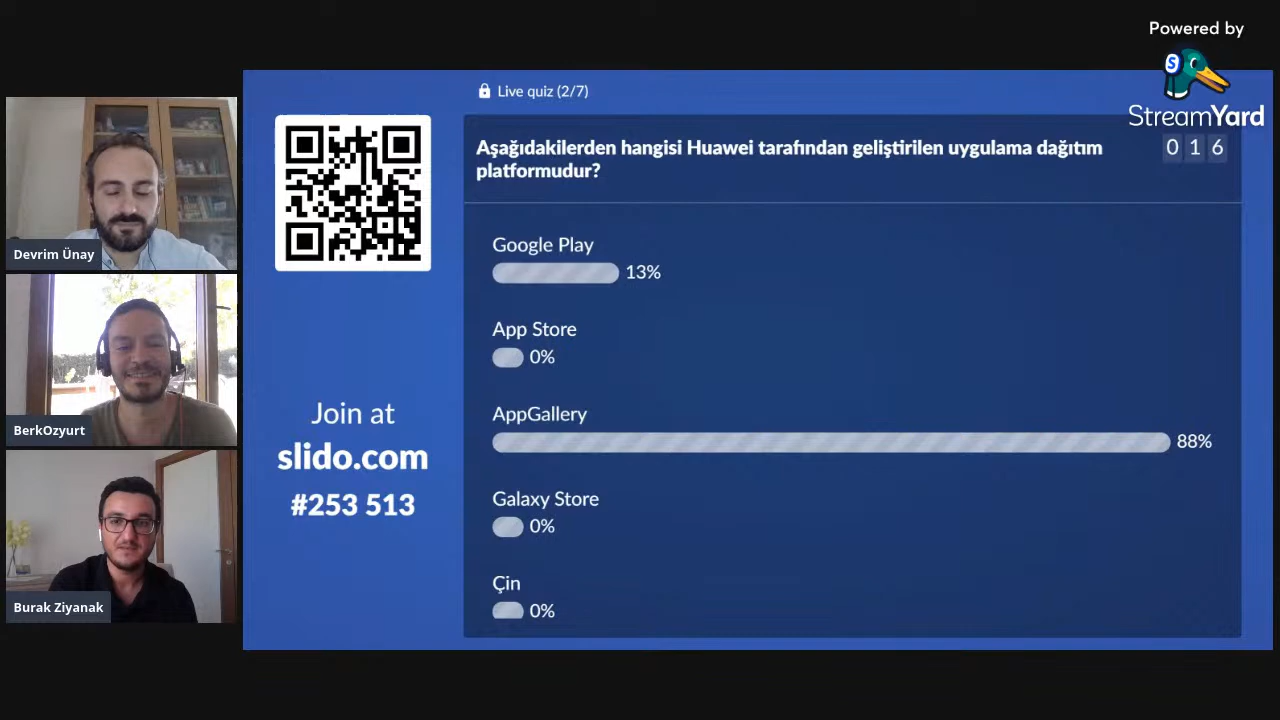 Powered by
S
StreamYard
Devrim Ünay
BerkOzyurt
Burak Ziyanak
Join at
slido.com
#253 513
Live quiz (2/7)
Aşağıdakilerden hangisi Huawei tarafından geliştirilen uygulama dağıtım
platformudur?
0 1 6
Google Play
13%
App Store
0%
AppGallery
88%
Galaxy Store
0%
Çin
0%